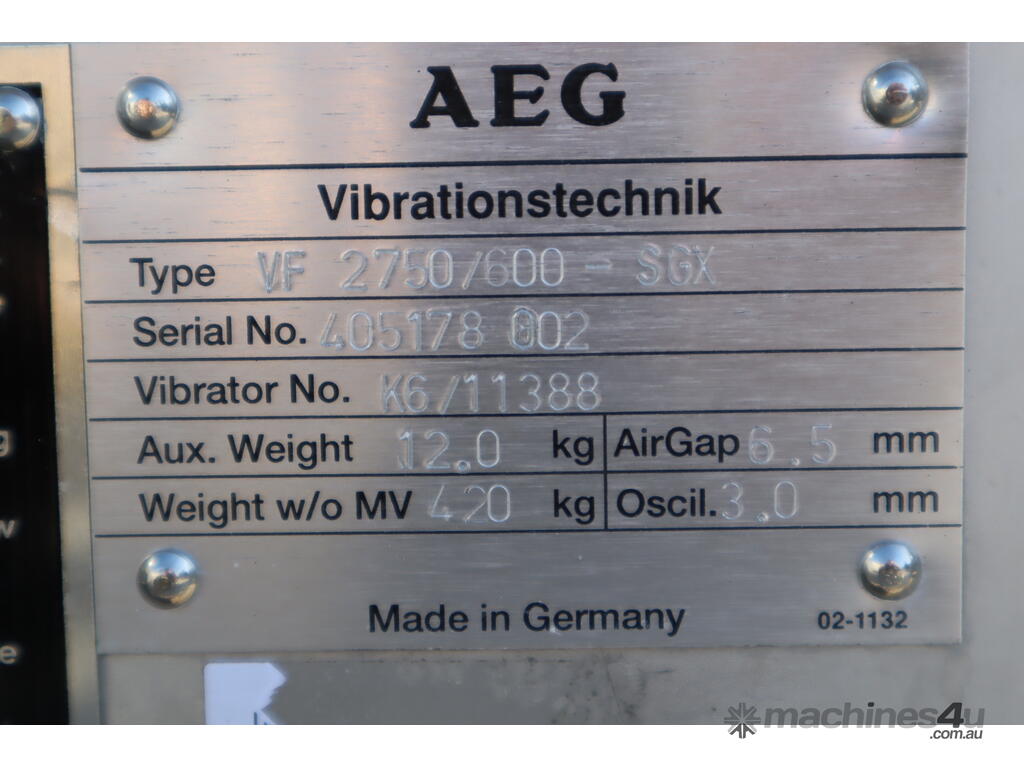 AEG
Vibrationstechnik
Type VF 2750/600 - SGX
Serial No. 405178 002
Vibrator No. K6/11388
Aux. Weight 12.0 kg AirGap 6.5 mm
Weight w/o MV 420 kg Oscil. 3.0 mm
Made in Germany 02-1132
g
w
e
machines4u
.com.au